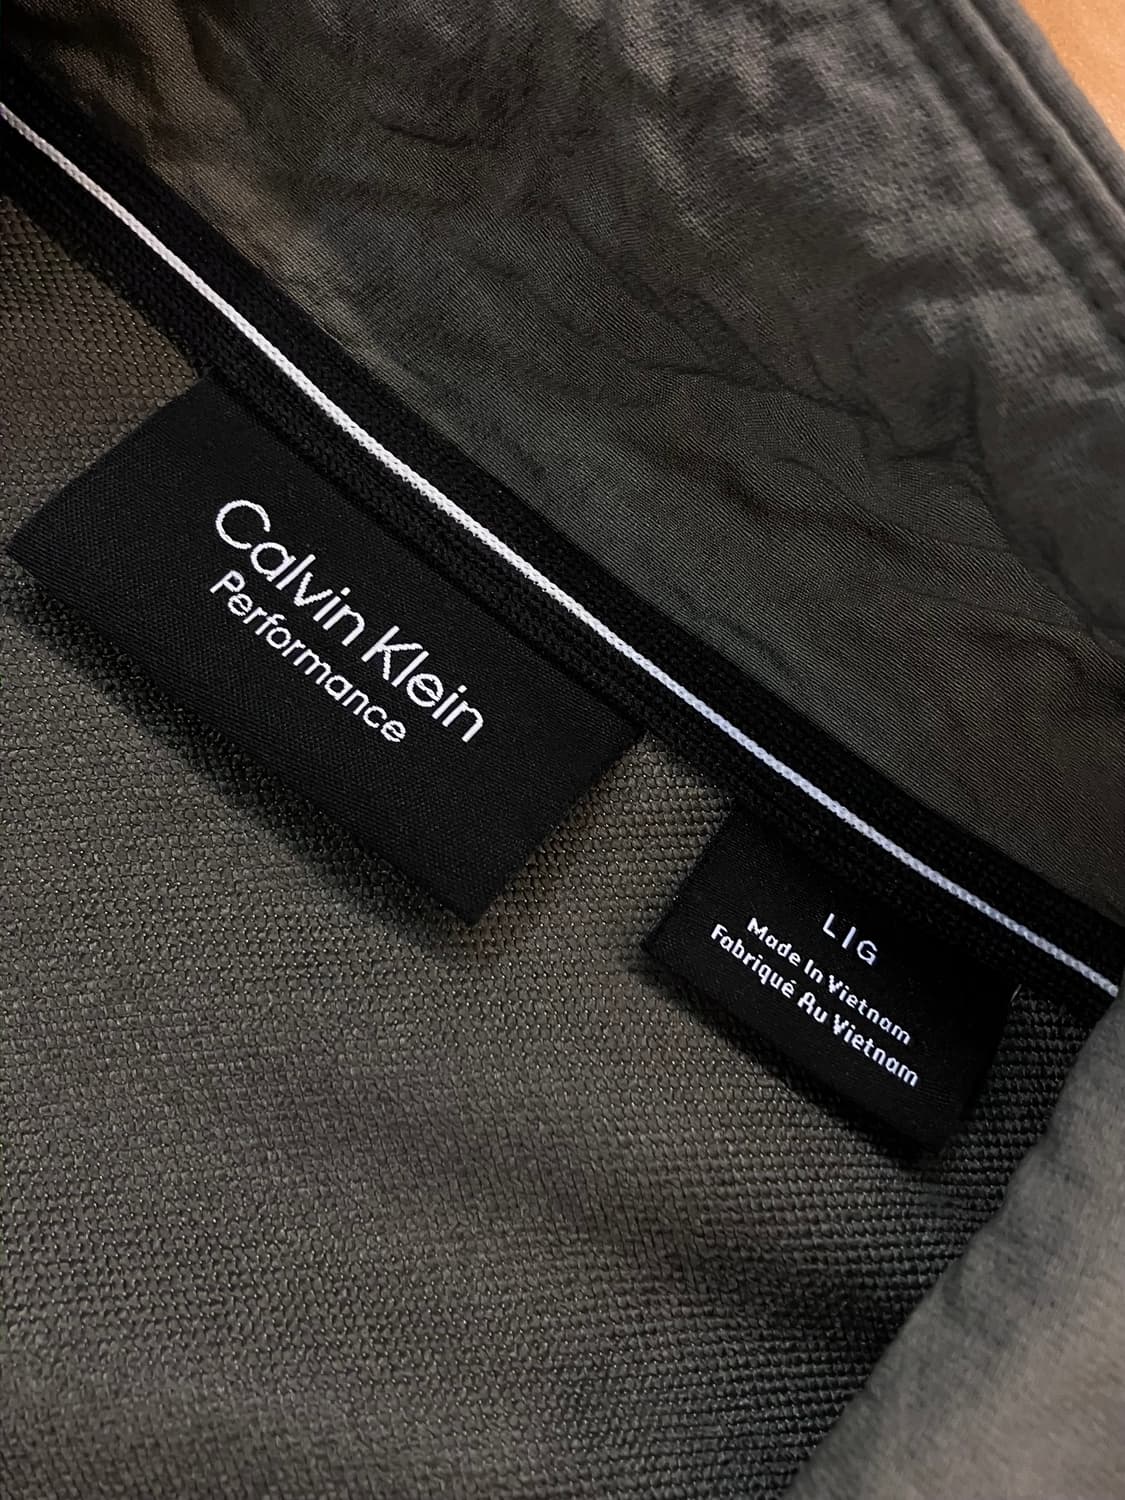 Calvin Klein
Performance
L|G
Made In Vietnam
Fabriqué Au Vietnam